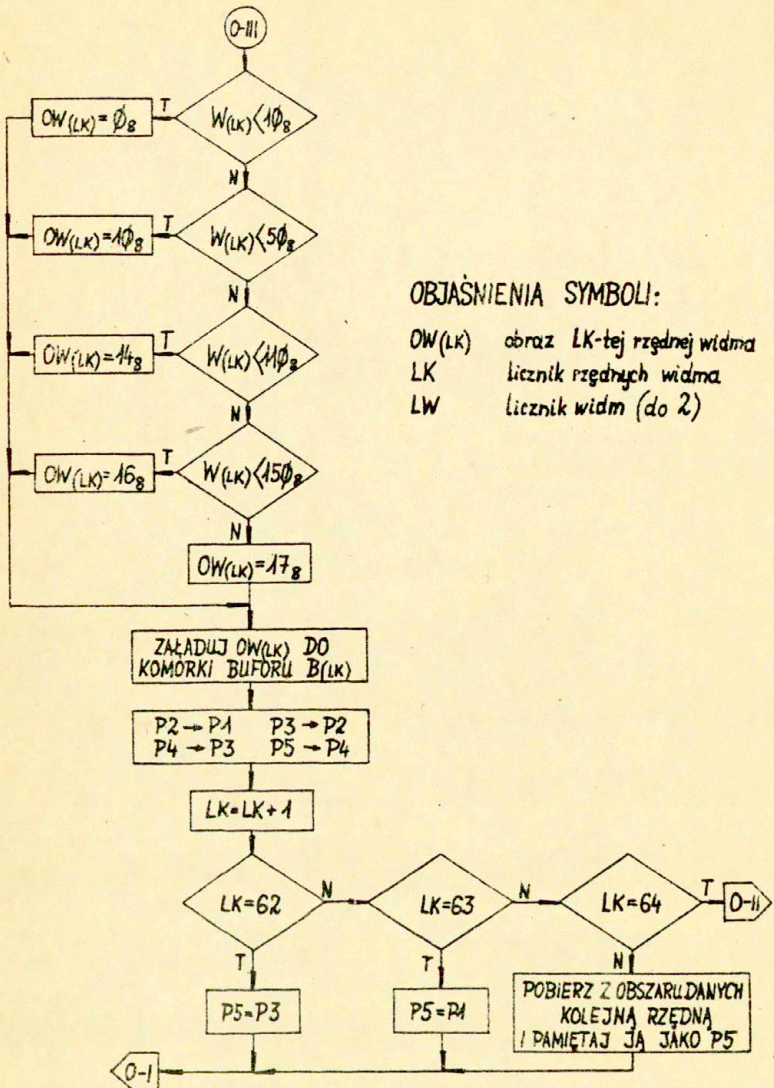 O-III
OW(LK)=Ø₈ T W(LK)<1Ø₈
N
OW(LK)=1Ø₈ T W(LK)<5Ø₈
N
OW(LK)=14₈ T W(LK)<11Ø₈
N
OW(LK)=16₈ T W(LK)<15Ø₈
N
OW(LK)=17₈
OBJAŚNIENIA SYMBOLI:
OW(LK) obraz LK-tej rzędnej widma
LK licznik rzędnych widma
LW licznik widm (do 2)
ZAŁADUJ OW(LK) DO
KOMÓRKI BUFORU B(LK)
P2→P1 P3→P2
P4→P3 P5→P4
LK=LK+1
LK=62 N LK=63 N LK=64 T O-II
T T N
P5=P3 P5=P1
POBIERZ Z OBSZARU DANYCH
KOLEJNĄ RZĘDNĄ
I PAMIĘTAJ JĄ JAKO P5
O-I